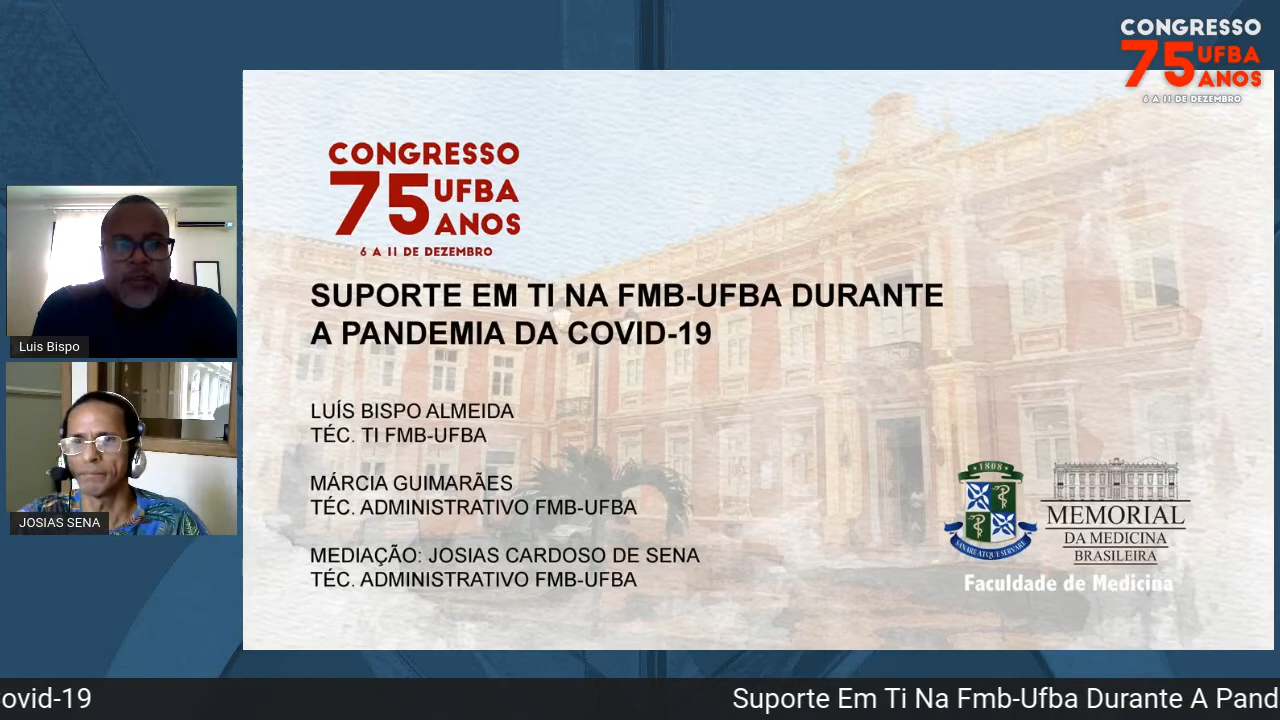 CONGRESSO
75 UFBA
ANOS
6 A 11 DE DEZEMBRO
CONGRESSO
75 UFBA
ANOS
6 A 11 DE DEZEMBRO
SUPORTE EM TI NA FMB-UFBA DURANTE
A PANDEMIA DA COVID-19
LUÍS BISPO ALMEIDA
TÉC. TI FMB-UFBA
MÁRCIA GUIMARÃES
TÉC. ADMINISTRATIVO FMB-UFBA
MEDIAÇÃO: JOSIAS CARDOSO DE SENA
TÉC. ADMINISTRATIVO FMB-UFBA
1808
SANARE ATQUE SERVARE
MEMORIAL
DA MEDICINA
BRASILEIRA
Faculdade de Medicina
Luis Bispo
JOSIAS SENA
ovid-19
Suporte Em Ti Na Fmb-Ufba Durante A Pand